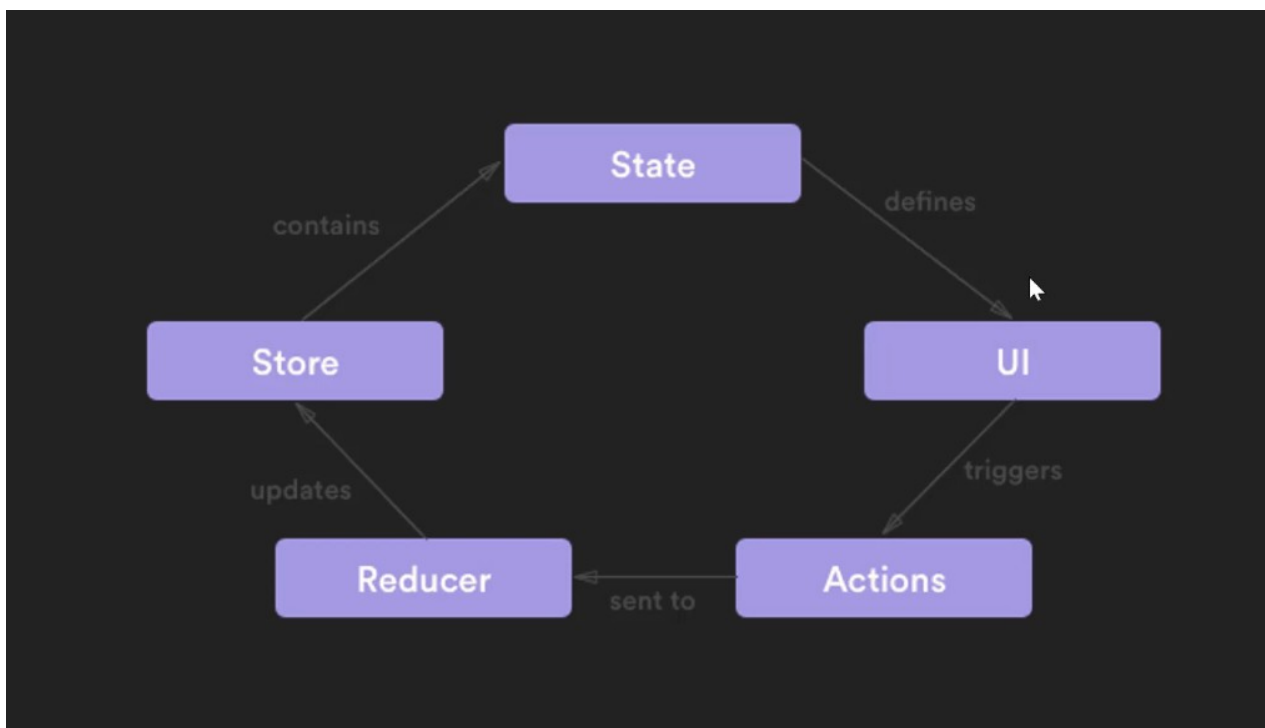 State
defines
contains
Store
UI
triggers
updates
Reducer
sent to
Actions